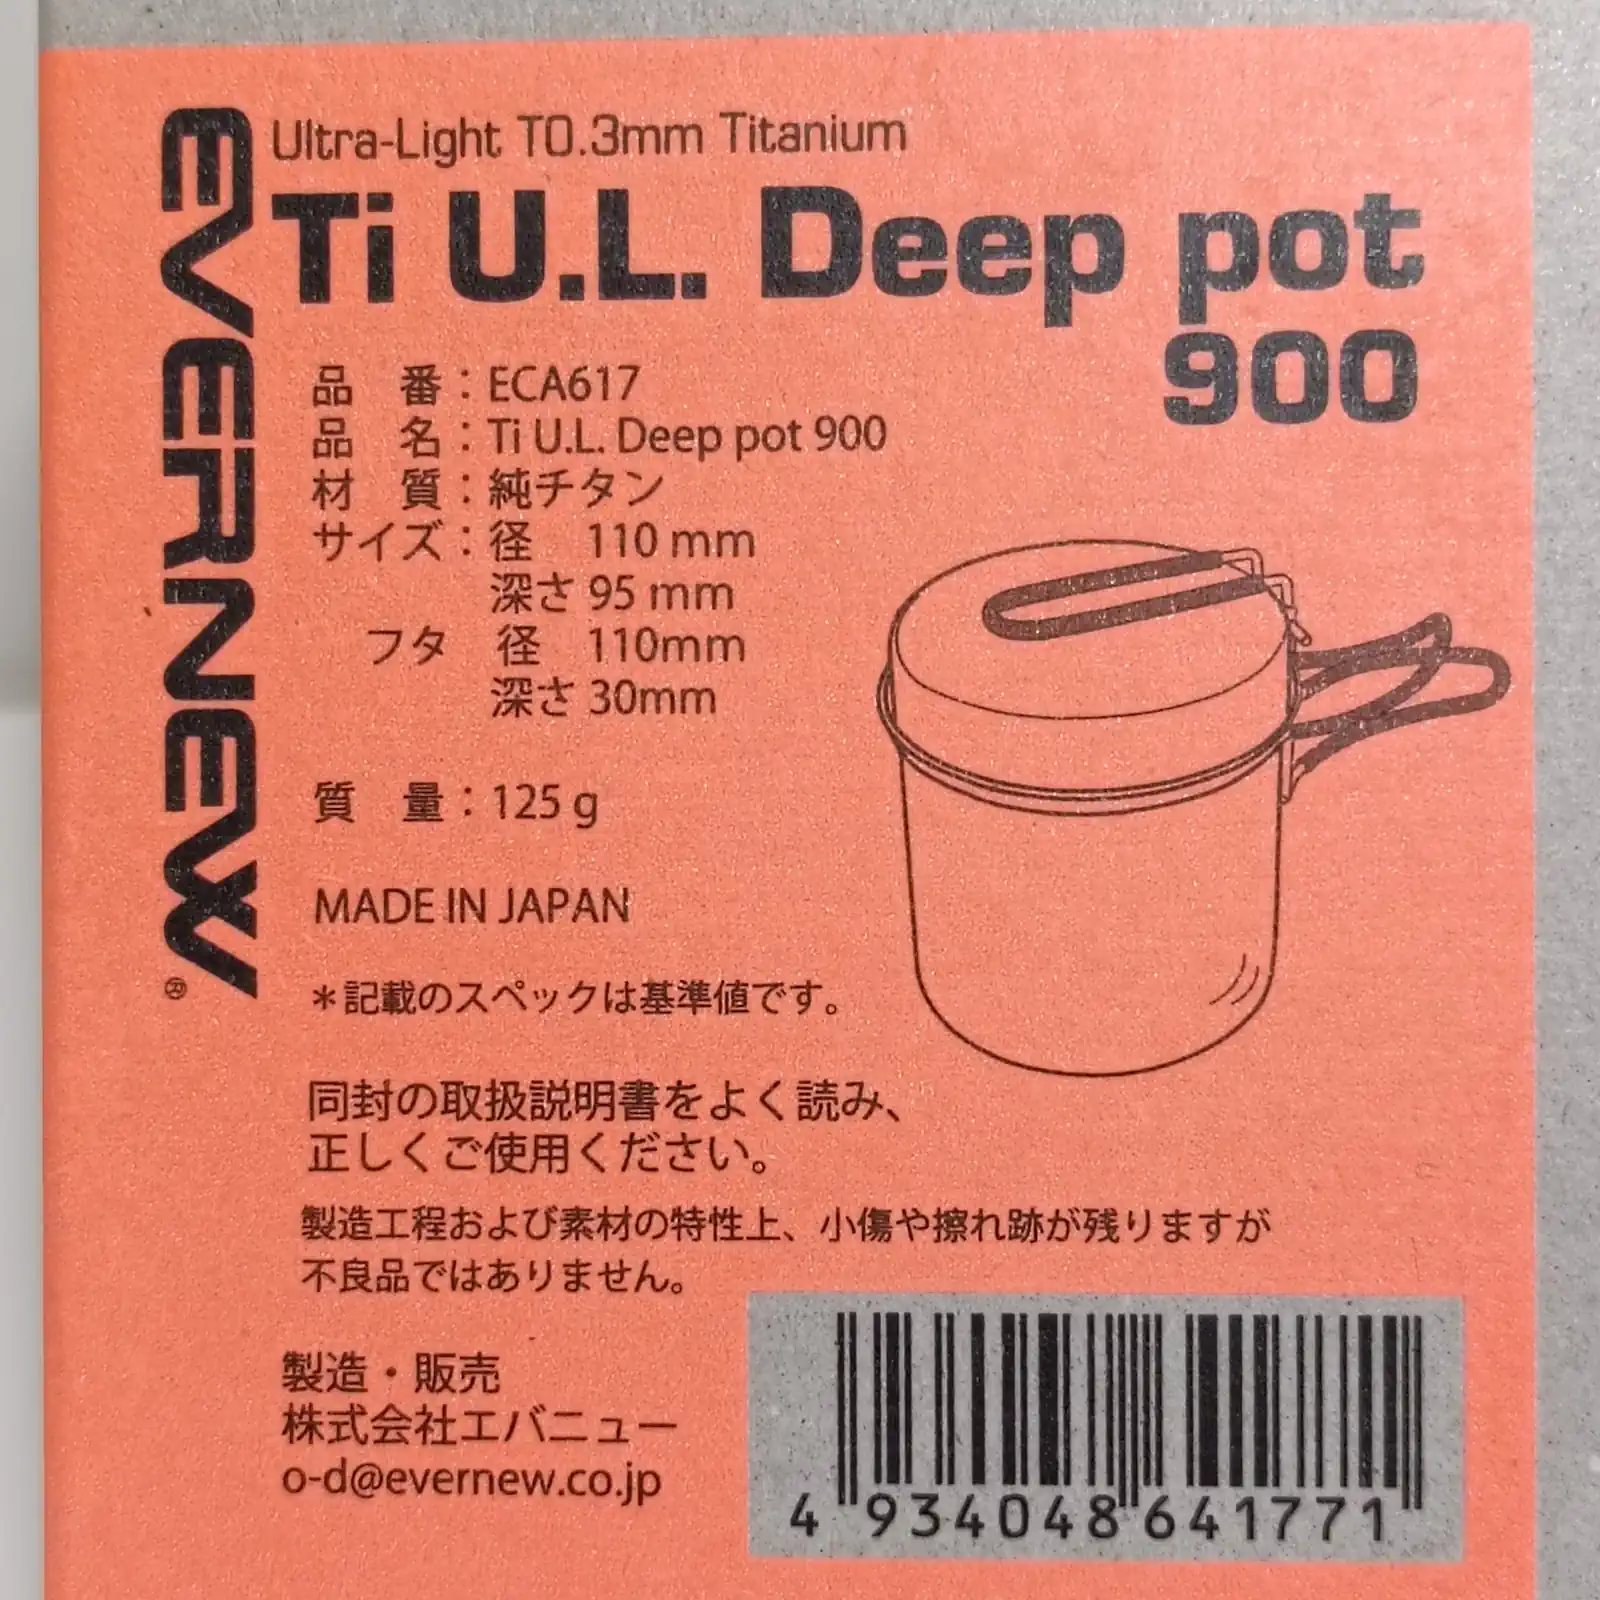 EVERNEW®
Ultra-Light T0.3mm Titanium
Ti U.L. Deep pot
900
品　番：ECA617
品　名：Ti U.L. Deep pot 900
材　質：純チタン
サイズ：径　110 mm
深さ 95 mm
フタ　径　110mm
深さ 30mm
質　量：125 g
MADE IN JAPAN
＊記載のスペックは基準値です。
同封の取扱説明書をよく読み、
正しくご使用ください。
製造工程および素材の特性上、小傷や擦れ跡が残りますが
不良品ではありません。
製造・販売
株式会社エバニュー
o-d@evernew.co.jp
4 934048 641771